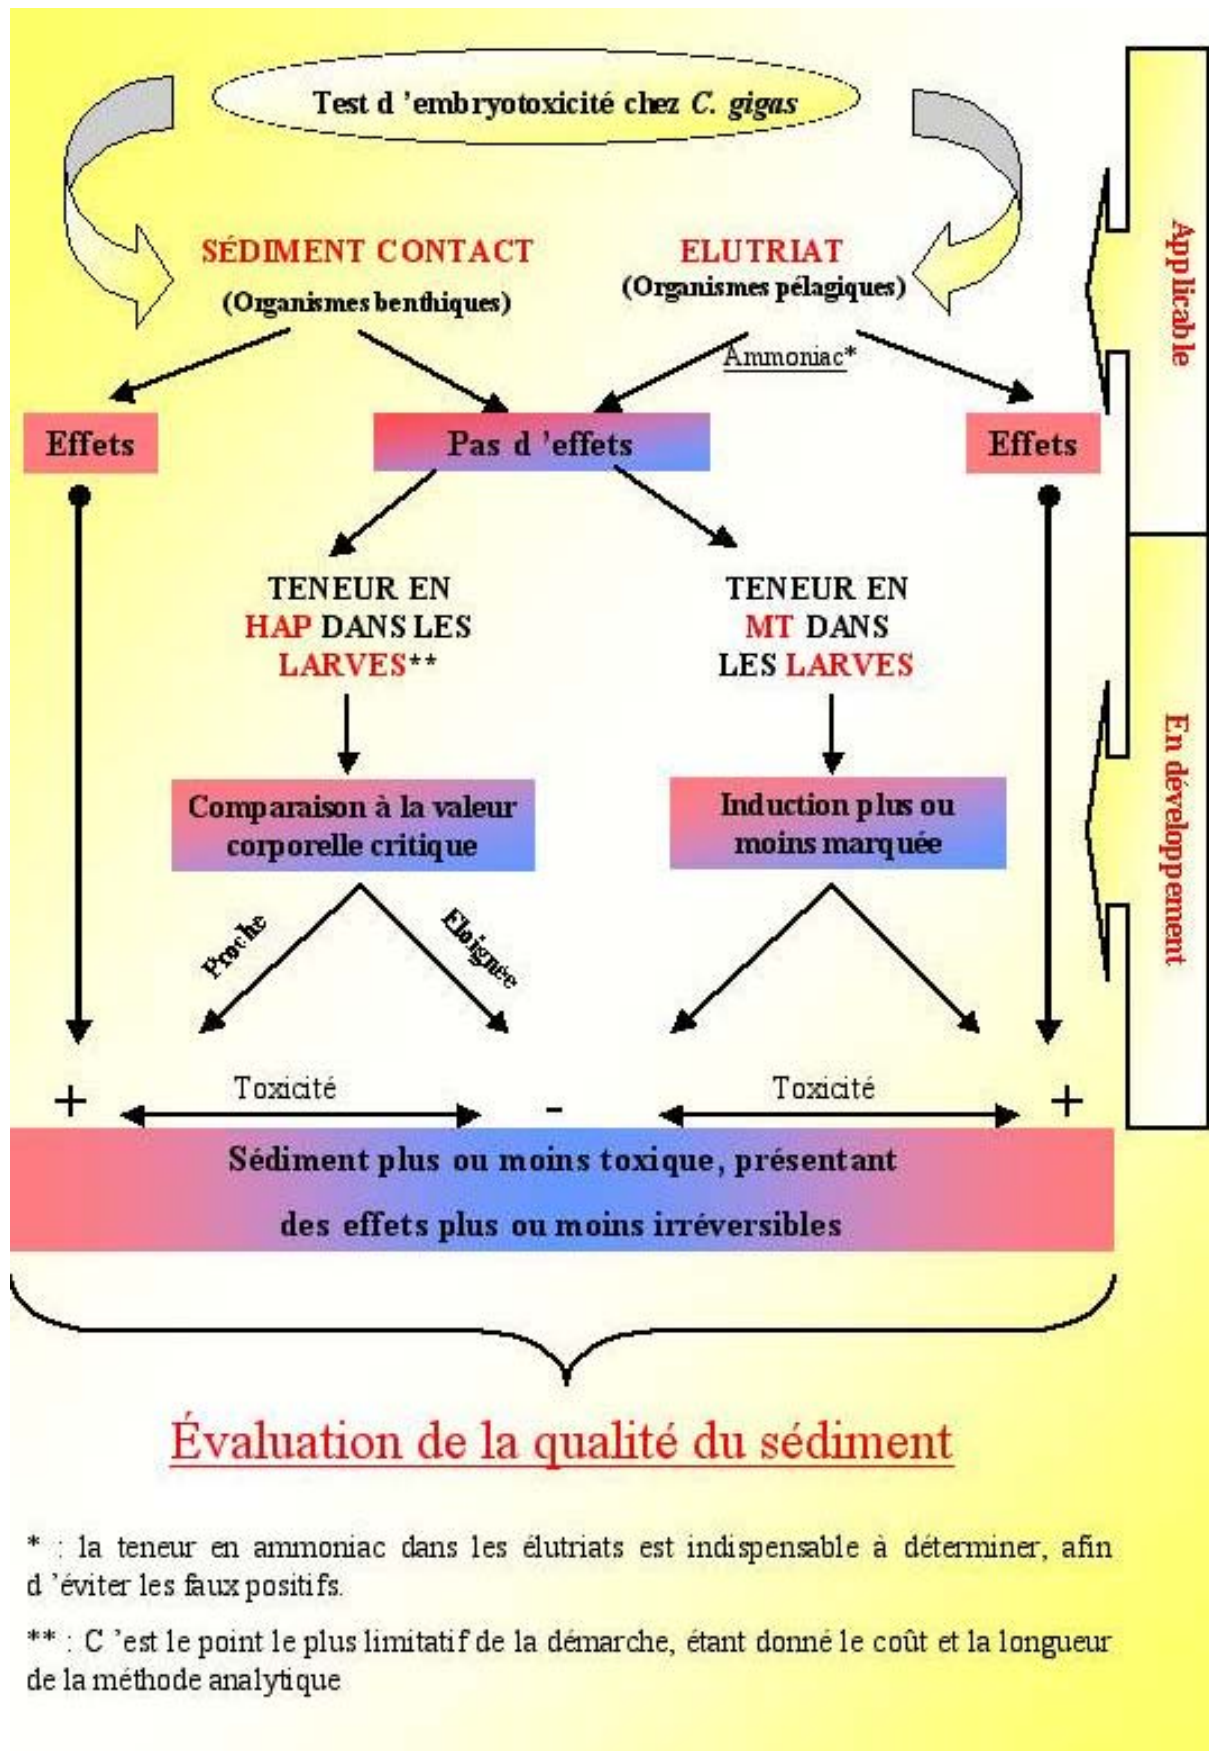 Test d 'embryotoxicité chez C. gigas
SÉDIMENT CONTACT
(Organismes benthiques)
ELUTRIAT
(Organismes pélagiques)
Ammoniac*
Applicable
Effets
Pas d 'effets
Effets
TENEUR EN
HAP DANS LES
LARVES**
TENEUR EN
MT DANS
LES LARVES
En développement
Comparaison à la valeur
corporelle critique
Induction plus ou
moins marquée
Proche
Eloignée
+
Toxicité
-
Toxicité
+
Sédiment plus ou moins toxique, présentant
des effets plus ou moins irréversibles
Évaluation de la qualité du sédiment
* : la teneur en ammoniac dans les élutriats est indispensable à déterminer, afin
d 'éviter les faux positifs.
** : C 'est le point le plus limitatif de la démarche, étant donné le coût et la longueur
de la méthode analytique